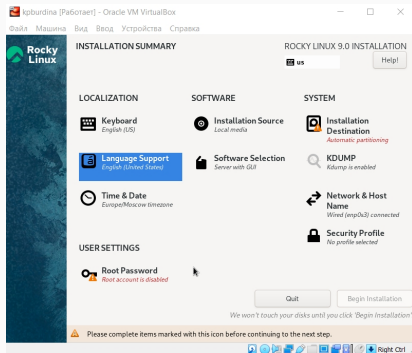 kpburdina [Работает] - Oracle VM VirtualBox
Файл Машина Вид Ввод Устройства Справка
Rocky Linux
INSTALLATION SUMMARY
ROCKY LINUX 9.0 INSTALLATION
us
Help!
LOCALIZATION
Keyboard
English (US)
Language Support
English (United States)
Time & Date
Europe/Moscow timezone
SOFTWARE
Installation Source
Local media
Software Selection
Server with GUI
SYSTEM
Installation
Destination
Automatic partitioning
KDUMP
Kdump is enabled
Network & Host
Name
Wired (enp0s3) connected
Security Profile
No profile selected
USER SETTINGS
Root Password
Root account is disabled
Quit
Begin Installation
We won't touch your disks until you click 'Begin Installation'
Please complete items marked with this icon before continuing to the next step.
Right Ctrl